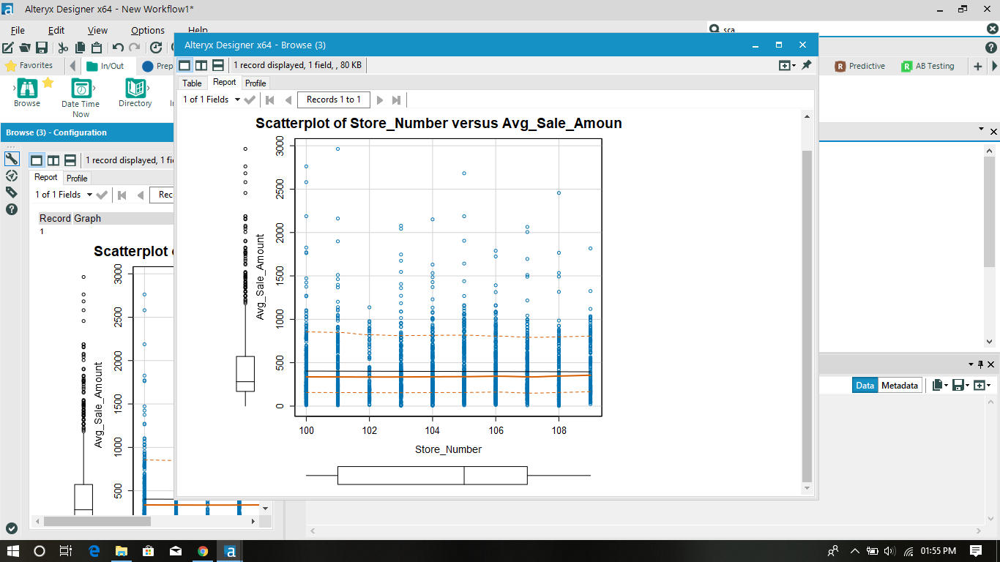 Alteryx Designer x64 - New Workflow1*
File Edit View Options Help
sca
Alteryx Designer x64 - Browse (3)
Favorites In/Out Prep
Predictive AB Testing
1 record displayed, 1 field, , 80 KB
Browse Date Time Now Directory
Table Report Profile
1 of 1 Fields Records 1 to 1
Browse (3) - Configuration
1 record displayed, 1 fi
Report Profile
1 of 1 Fields Rec
Record Graph
1
Scatterplot
3000
2500
2000
1500
1000
500
Avg_Sale_Amount
Scatterplot of Store_Number versus Avg_Sale_Amoun
3000
2500
2000
1500
1000
500
0
Avg_Sale_Amount
100 102 104 106 108
Store_Number
Data Metadata
01:55 PM